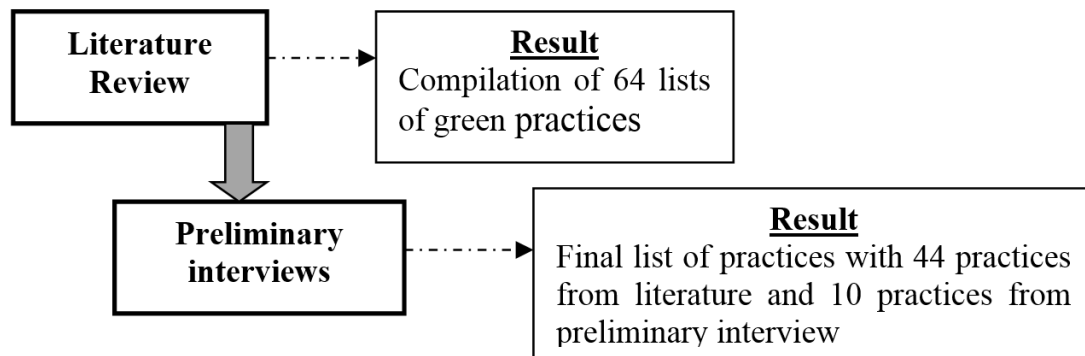 Literature
Review
Result
Compilation of 64 lists
of green practices
Preliminary
interviews
Result
Final list of practices with 44 practices
from literature and 10 practices from
preliminary interview